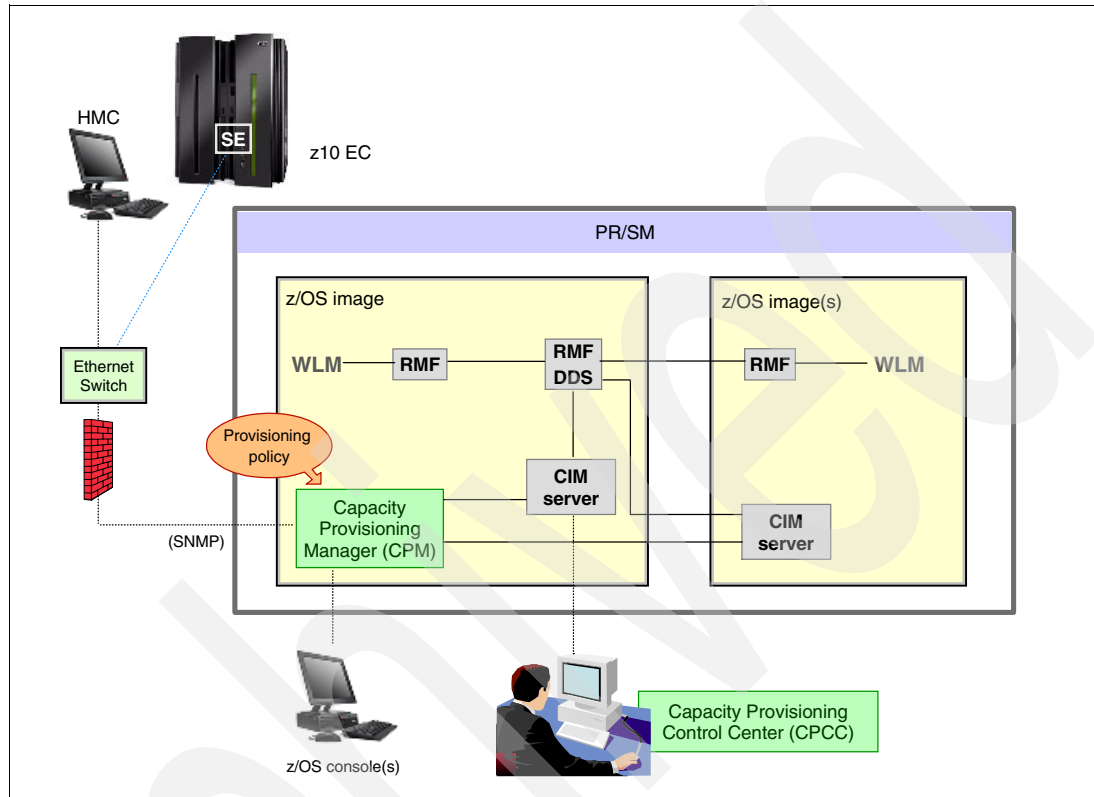 HMC
SE
z10 EC
PR/SM
z/OS image
z/OS image(s)
WLM
RMF
RMF
DDS
RMF
WLM
Ethernet
Switch
Provisioning
policy
CIM
server
Capacity
Provisioning
Manager (CPM)
(SNMP)
CIM
server
z/OS console(s)
Capacity Provisioning
Control Center (CPCC)